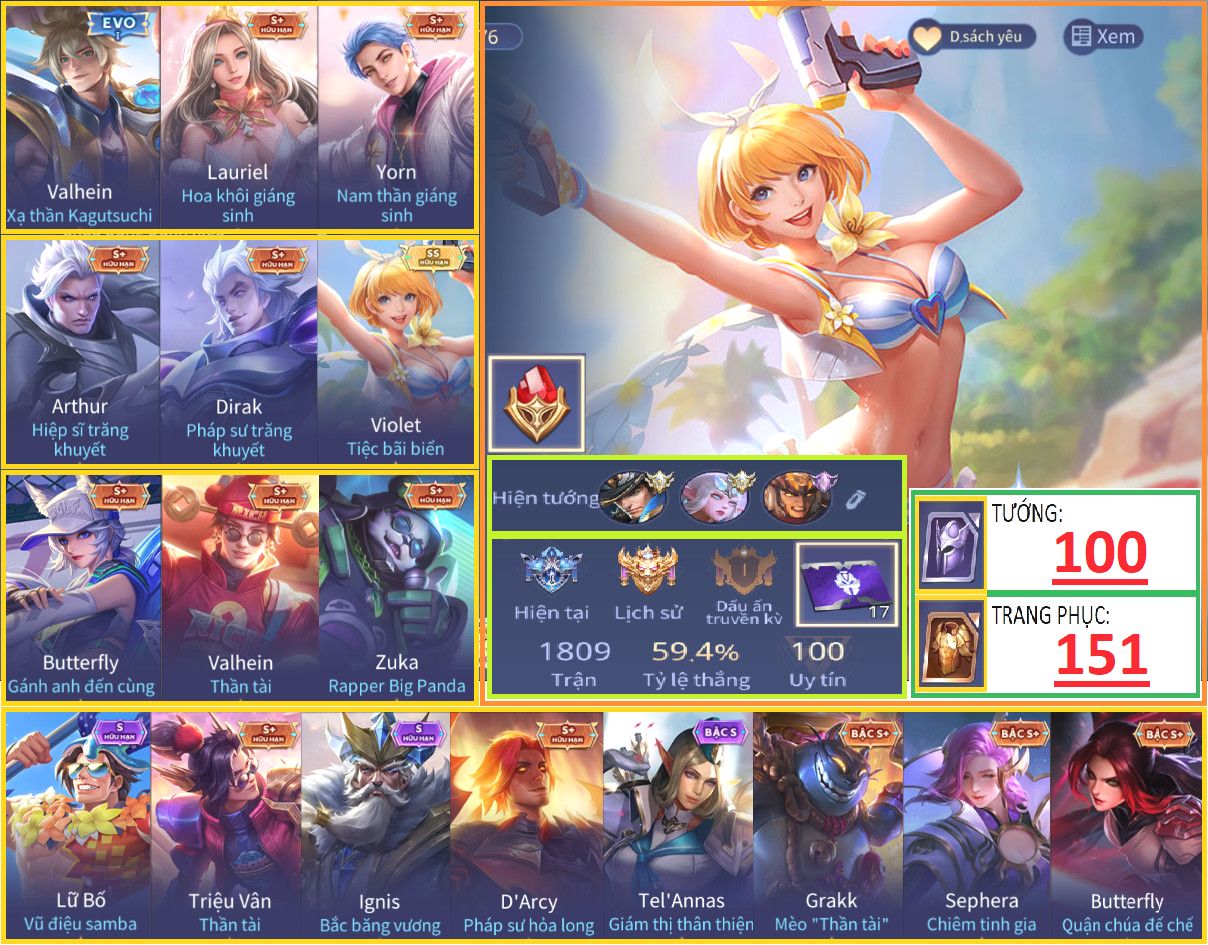 EVO
I
Valhein
Xạ thần Kagutsuchi
S+
HỮU HẠN
Lauriel
Hoa khôi giáng
sinh
S+
HỮU HẠN
Yorn
Nam thần giáng
sinh
/6
D.sách yêu
Xem
S+
HỮU HẠN
Arthur
Hiệp sĩ trăng
khuyết
S+
HỮU HẠN
Dirak
Pháp sư trăng
khuyết
SS
HỮU HẠN
Violet
Tiệc bãi biển
S+
HỮU HẠN
Butterfly
Gánh anh đến cùng
S+
HỮU HẠN
RICH
RICH
Valhein
Thần tài
S+
HỮU HẠN
Zuka
Rapper Big Panda
Hiện tướng
Hiện tại
Lịch sử
Dấu ấn
truyền kỳ
17
1809
Trận
59.4%
Tỷ lệ thắng
100
Uy tín
TƯỚNG:
100
TRANG PHỤC:
151
S
HỮU HẠN
Lữ Bố
Vũ điệu samba
S+
HỮU HẠN
Triệu Vân
Thần tài
S
HỮU HẠN
Ignis
Bắc băng vương
S+
HỮU HẠN
D'Arcy
Pháp sư hỏa long
BẬC S
Tel'Annas
Giám thị thân thiện
BẬC S+
Grakk
Mèo "Thần tài"
BẬC S+
Sephera
Chiêm tinh gia
BẬC S+
Butterfly
Quận chúa đế chế